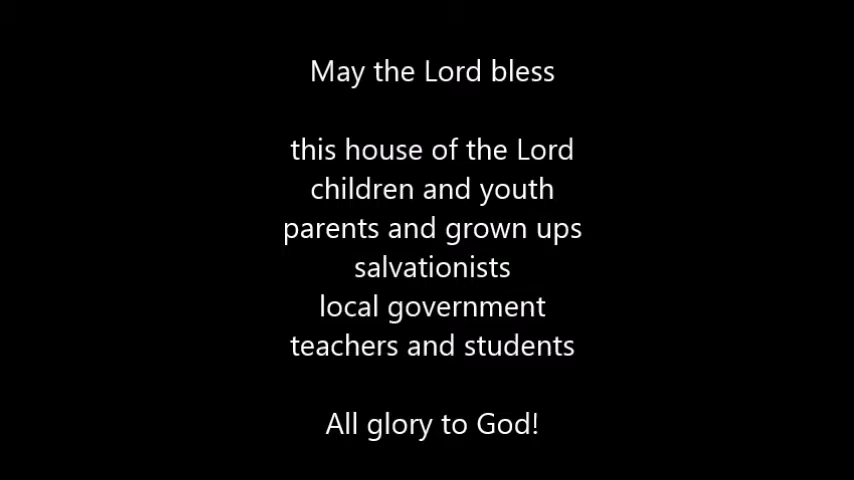 May the Lord bless
this house of the Lord
children and youth
parents and grown ups
salvationists
local government
teachers and students
All glory to God!